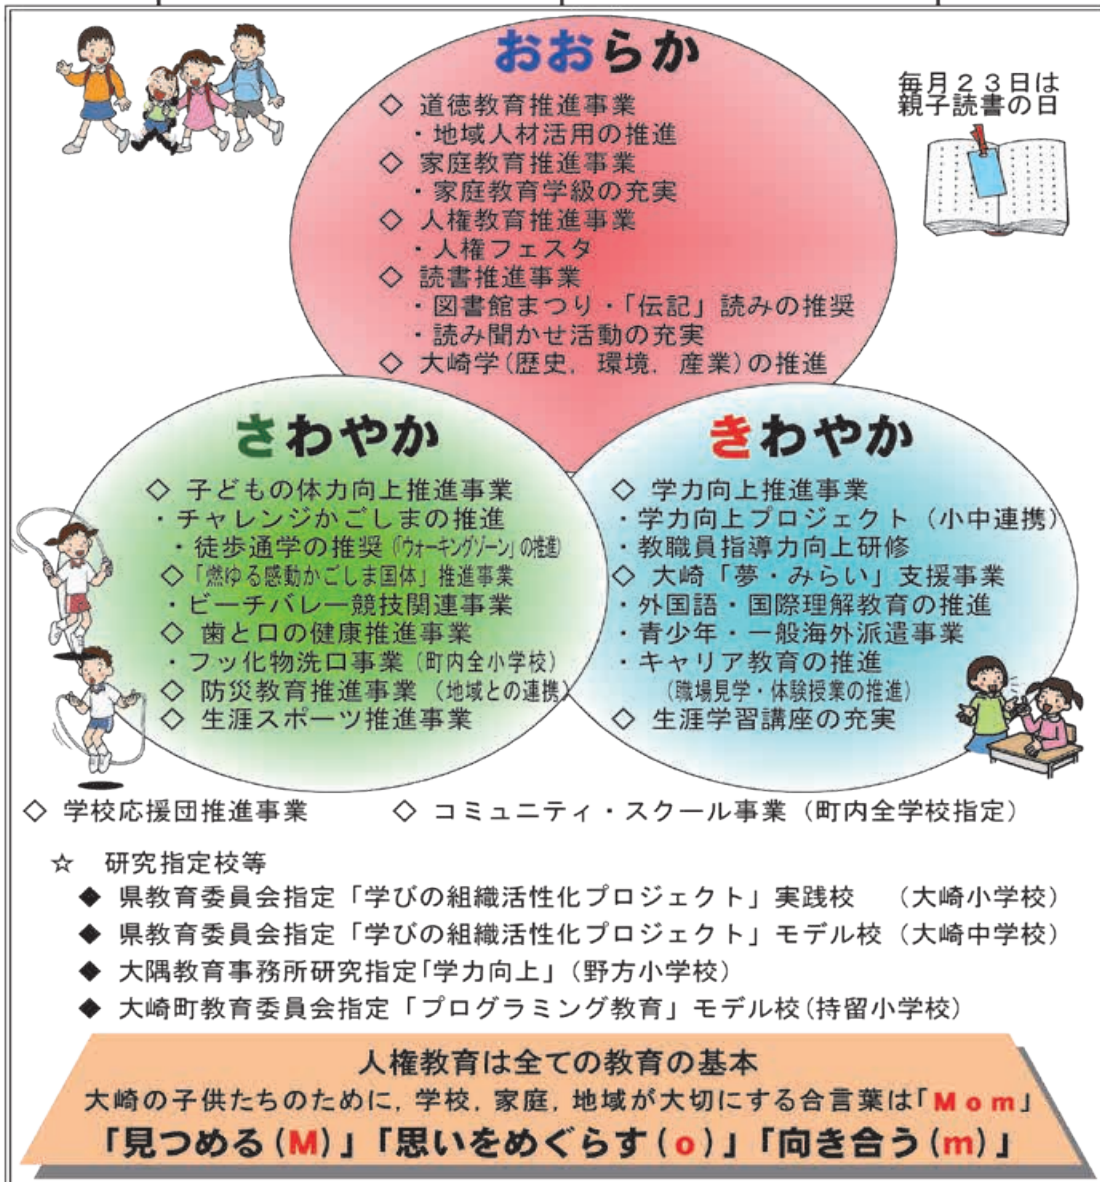 おおらか
◇ 道徳教育推進事業
・地域人材活用の推進
◇ 家庭教育推進事業
・家庭教育学級の充実
◇ 人権教育推進事業
・人権フェスタ
◇ 読書推進事業
・図書館まつり・「伝記」読みの推奨
・読み聞かせ活動の充実
◇ 大崎学(歴史，環境，産業)の推進
毎月２３日は
親子読書の日
さわやか
◇ 子どもの体力向上推進事業
・チャレンジかごしまの推進
・徒歩通学の推奨（「ウォーキングゾーン」の推進）
◇「燃ゆる感動かごしま国体」推進事業
・ビーチバレー競技関連事業
◇ 歯と口の健康推進事業
・フッ化物洗口事業（町内全小学校）
◇ 防災教育推進事業（地域との連携）
◇ 生涯スポーツ推進事業
きわやか
◇ 学力向上推進事業
・学力向上プロジェクト（小中連携）
・教職員指導力向上研修
◇ 大崎「夢・みらい」支援事業
・外国語・国際理解教育の推進
・青少年・一般海外派遣事業
・キャリア教育の推進
（職場見学・体験授業の推進）
◇ 生涯学習講座の充実
◇ 学校応援団推進事業　◇ コミュニティ・スクール事業（町内全学校指定）
☆ 研究指定校等
◆ 県教育委員会指定「学びの組織活性化プロジェクト」実践校　（大崎小学校）
◆ 県教育委員会指定「学びの組織活性化プロジェクト」モデル校（大崎中学校）
◆ 大隅教育事務所研究指定「学力向上」（野方小学校）
◆ 大崎町教育委員会指定「プログラミング教育」モデル校(持留小学校)
人権教育は全ての教育の基本
大崎の子供たちのために，学校，家庭，地域が大切にする合言葉は「Ｍｏｍ」
「見つめる(M)」「思いをめぐらす(o)」「向き合う(m)」